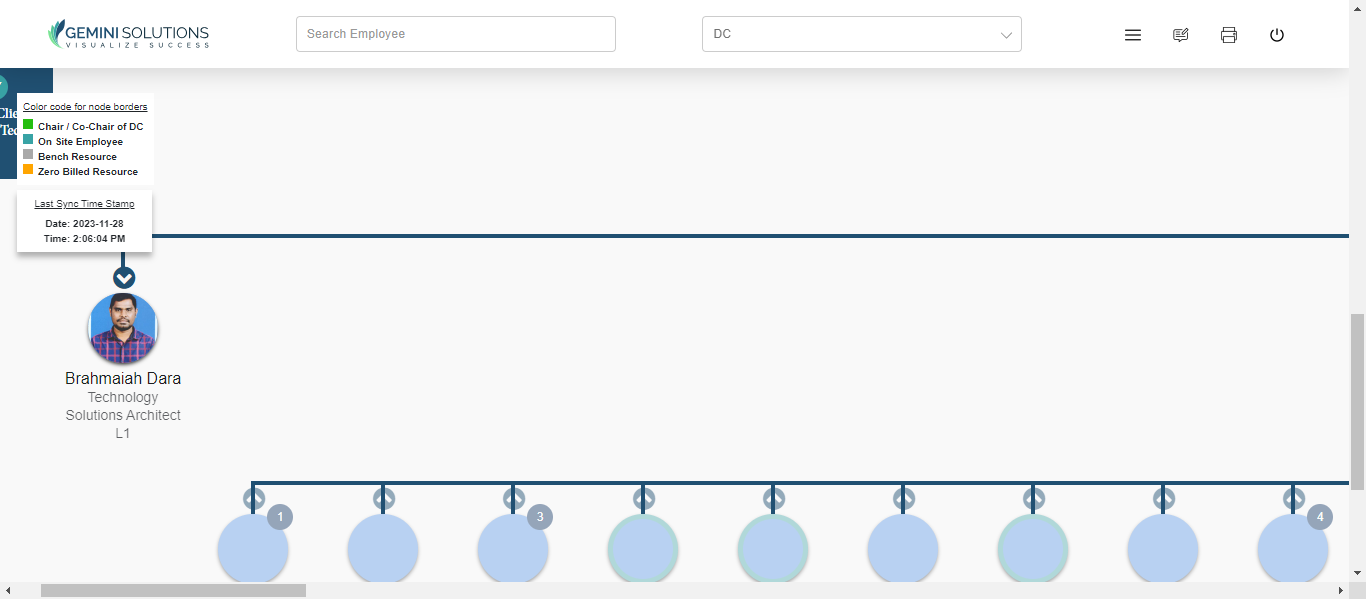 GEMINI SOLUTIONS
VISUALIZE SUCCESS
Search Employee
DC
Clie
Tec
Color code for node borders
Chair / Co-Chair of DC
On Site Employee
Bench Resource
Zero Billed Resource
Last Sync Time Stamp
Date: 2023-11-28
Time: 2:06:04 PM
Brahmaiah Dara
Technology
Solutions Architect
L1
1
3
4